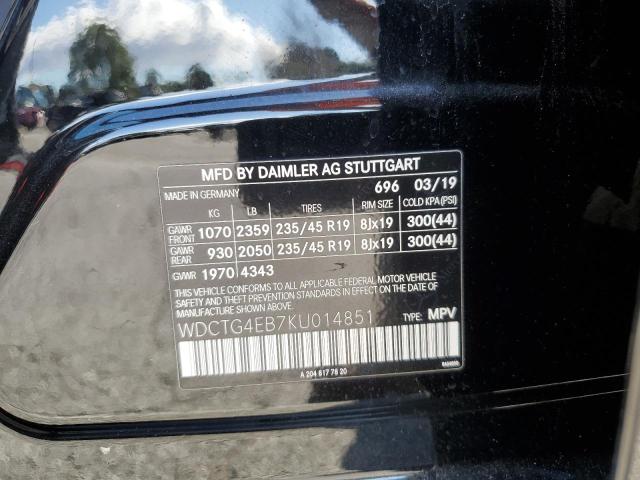 MFD BY DAIMLER AG STUTTGART
MADE IN GERMANY 696 03/19
KG LB TIRES RIM SIZE COLD KPA(PSI)
GAWR FRONT 1070 2359 235/45 R19 8Jx19 300(44)
GAWR REAR 930 2050 235/45 R19 8Jx19 300(44)
GVWR 1970 4343
THIS VEHICLE CONFORMS TO ALL APPLICABLE FEDERAL MOTOR VEHICLE
SAFETY AND THEFT PREVENTION STANDARDS IN EFFECT ON THE DATE OF
MANUFACTURE SHOWN ABOVE.
WDCTG4EB7KU014851 TYPE: MPV
A 204 817 78 20